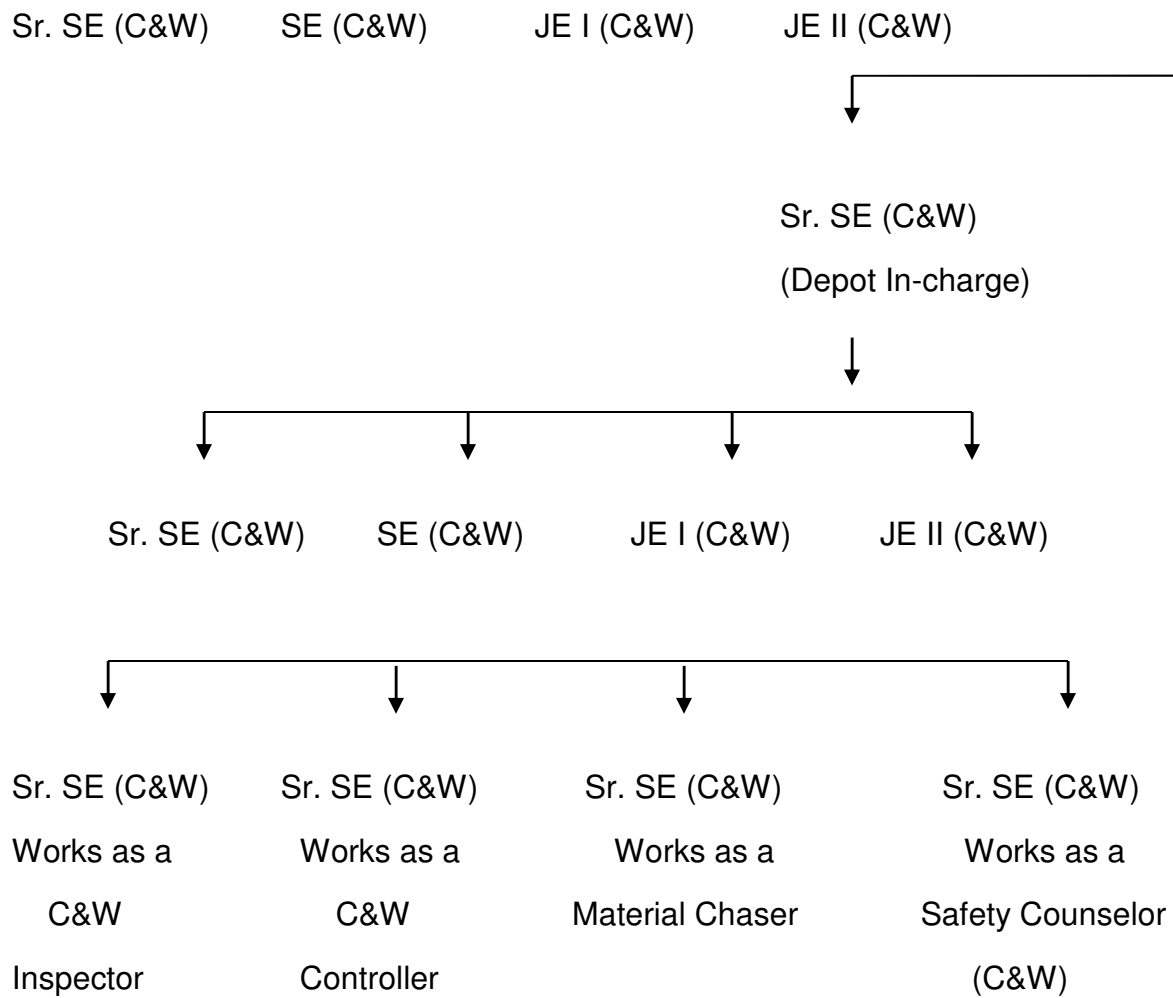 Sr. SE (C&W) SE (C&W) JE I (C&W) JE II (C&W)
Sr. SE (C&W)
(Depot In-charge)
Sr. SE (C&W) SE (C&W) JE I (C&W) JE II (C&W)
Sr. SE (C&W) Sr. SE (C&W) Sr. SE (C&W) Sr. SE (C&W)
Works as a Works as a Works as a Works as a
C&W C&W Material Chaser Safety Counselor
Inspector Controller (C&W)